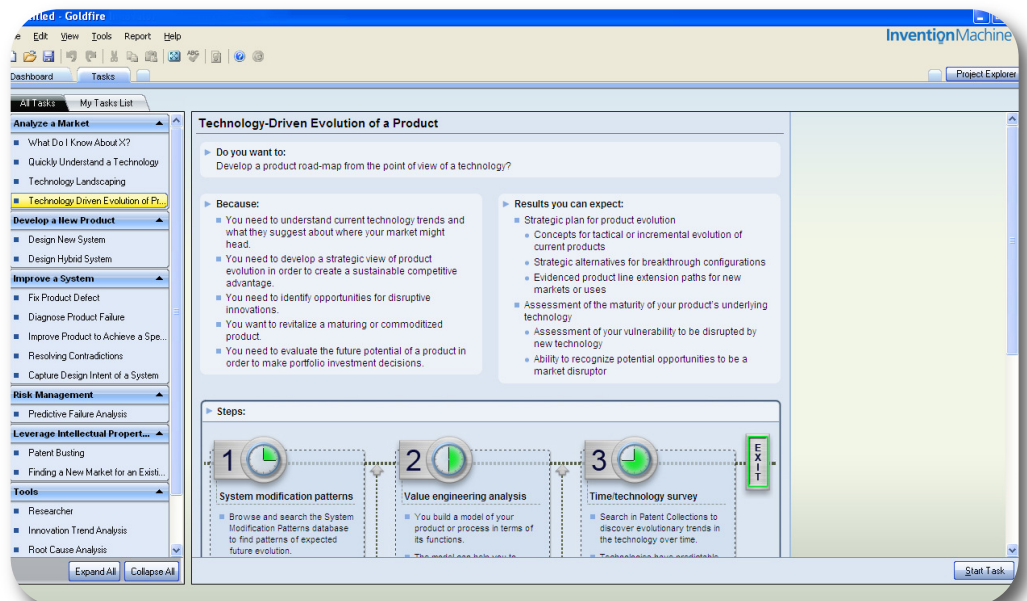 ntitled - Goldfire
e Edit View Tools Report Help
InventionMachine
Dashboard Tasks
Project Explorer
All Tasks My Tasks List
Analyze a Market
What Do I Know About X?
Quickly Understand a Technology
Technology Landscaping
Technology Driven Evolution of Pr...
Develop a New Product
Design New System
Design Hybrid System
Improve a System
Fix Product Defect
Diagnose Product Failure
Improve Product to Achieve a Spe...
Resolving Contradictions
Capture Design Intent of a System
Risk Management
Predictive Failure Analysis
Leverage Intellectual Propert...
Patent Busting
Finding a New Market for an Existi...
Tools
Researcher
Innovation Trend Analysis
Root Cause Analysis
Expand All Collapse All
Technology-Driven Evolution of a Product
Do you want to:
Develop a product road-map from the point of view of a technology?
Because:
You need to understand current technology trends and
what they suggest about where your market might
head.
You need to develop a strategic view of product
evolution in order to create a sustainable competitive
advantage.
You need to identify opportunities for disruptive
innovations.
You want to revitalize a maturing or commoditized
product.
You need to evaluate the future potential of a product in
order to make portfolio investment decisions.
Results you can expect:
Strategic plan for product evolution
Concepts for tactical or incremental evolution of
current products
Strategic alternatives for breakthrough configurations
Evidenced product line extension paths for new
markets or uses
Assessment of the maturity of your product's underlying
technology
Assessment of your vulnerability to be disrupted by
new technology
Ability to recognize potential opportunities to be a
market disruptor
Steps:
1
System modification patterns
Browse and search the System
Modification Patterns database
to find patterns of expected
future evolution.
2
Value engineering analysis
You build a model of your
product or process in terms of
its functions.
The model can help you to
3
Time/technology survey
Search in Patent Collections to
discover evolutionary trends in
the technology over time.
Technologies have predictable
EXIT
Start Task